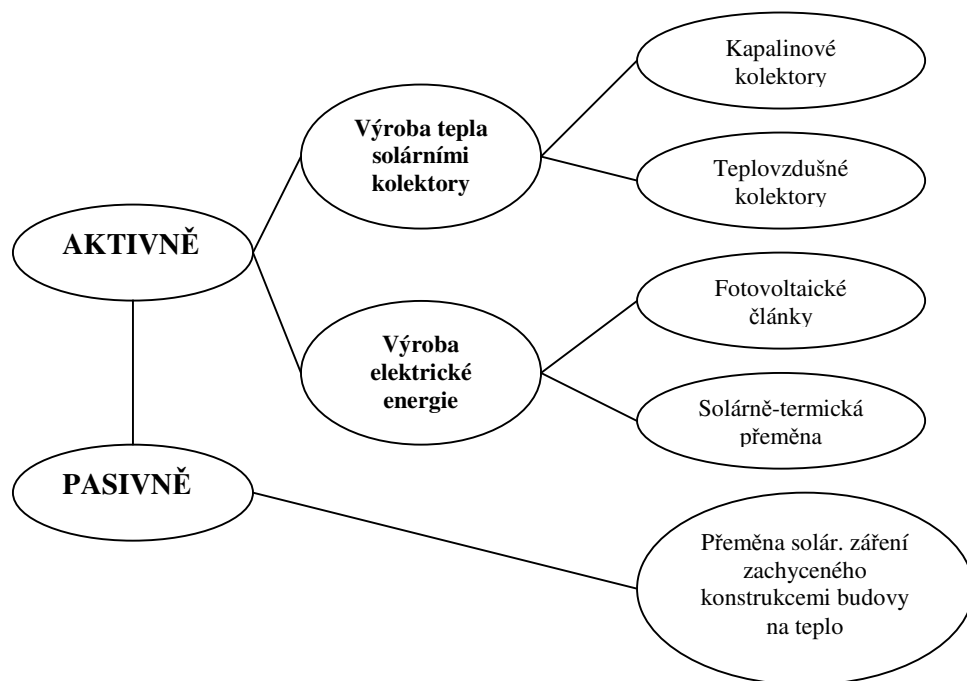 Kapalinové
kolektory
Výroba tepla
solárními
kolektory
Teplovzdušné
kolektory
AKTIVNĚ
Fotovoltaické
články
Výroba
elektrické
energie
Solárně-termická
přeměna
PASIVNĚ
Přeměna solár. záření
zachyceného
konstrukcemi budovy
na teplo